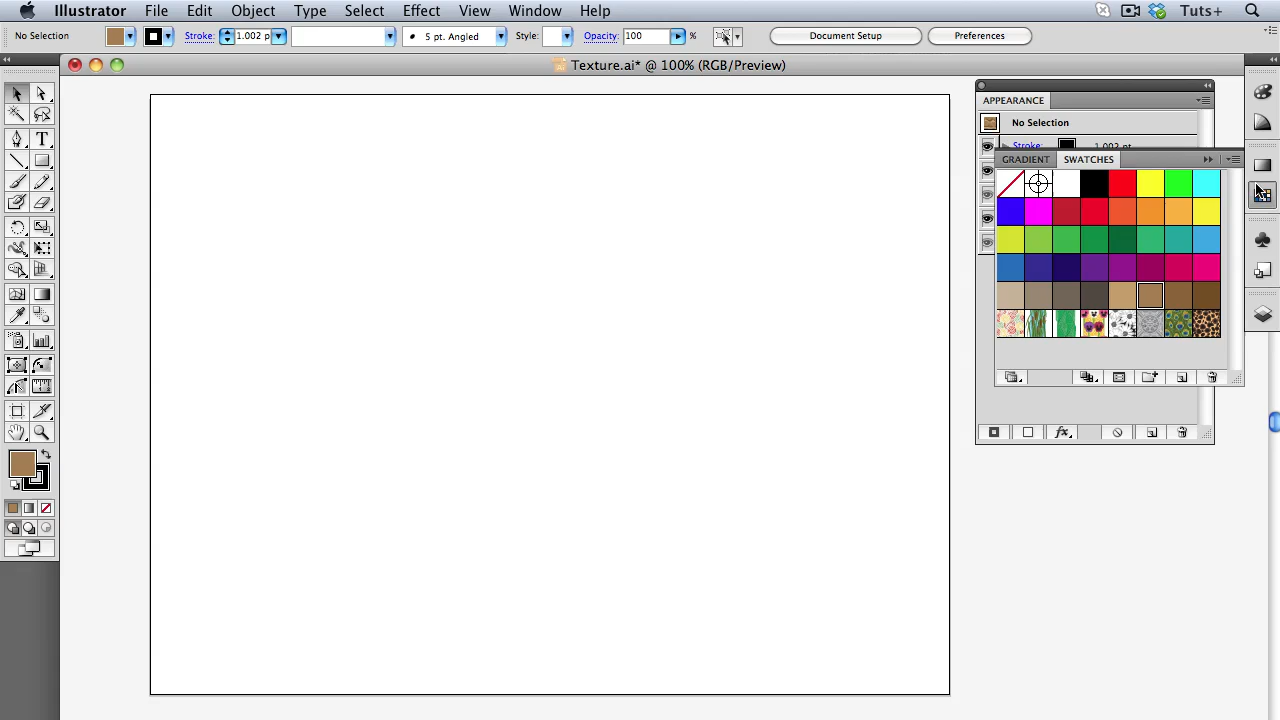 Illustrator File Edit Object Type Select Effect View Window Help Tuts+
No Selection Stroke: 1.002 p 5 pt. Angled Style: Opacity: 100 % Document Setup Preferences
Texture.ai* @ 100% (RGB/Preview)
APPEARANCE
No Selection
Stroke: 1.002 pt
GRADIENT SWATCHES
T
fx